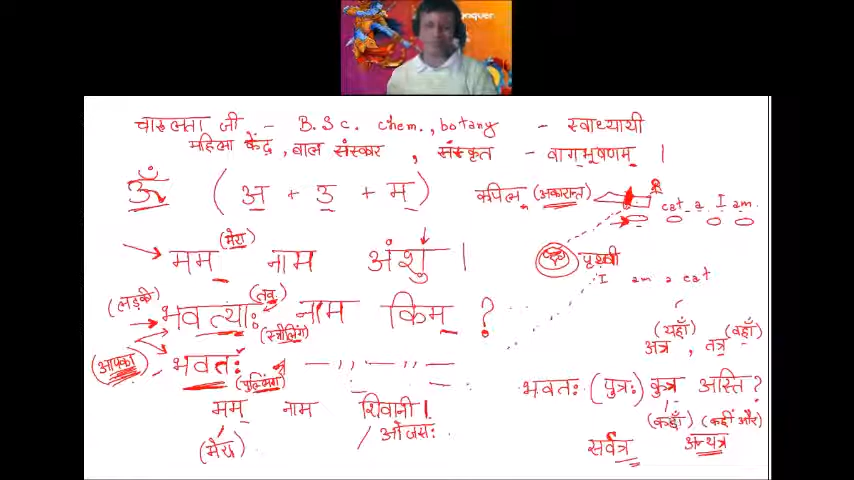 चारुलता जी - B.Sc. chem., botany - स्वाध्यायी
महिला केंद्र, बाल संस्कार, संस्कृत - वाग्भूषणम् ।
ॐ (अ + उ + म) कपिल (अकारान्त)
cat a I am.
(मेरा)
मम नाम अंशु ।
पृथ्वी
I am a cat
(लड़के) (तव)
भवत्याः नाम किम ?
(स्त्रीलिंग)
(यहाँ) (वहाँ)
अत्र, तत्र
(आपका)
भवतः — ,, — ,, —
(पुल्लिंग)
भवतः (पुत्रः) कुत्र अस्ति ?
मम् नाम शिवानी ।
(कहाँ) (कहीं और)
/ ओजसः
(मेरा)
सर्वत्र अन्यत्र